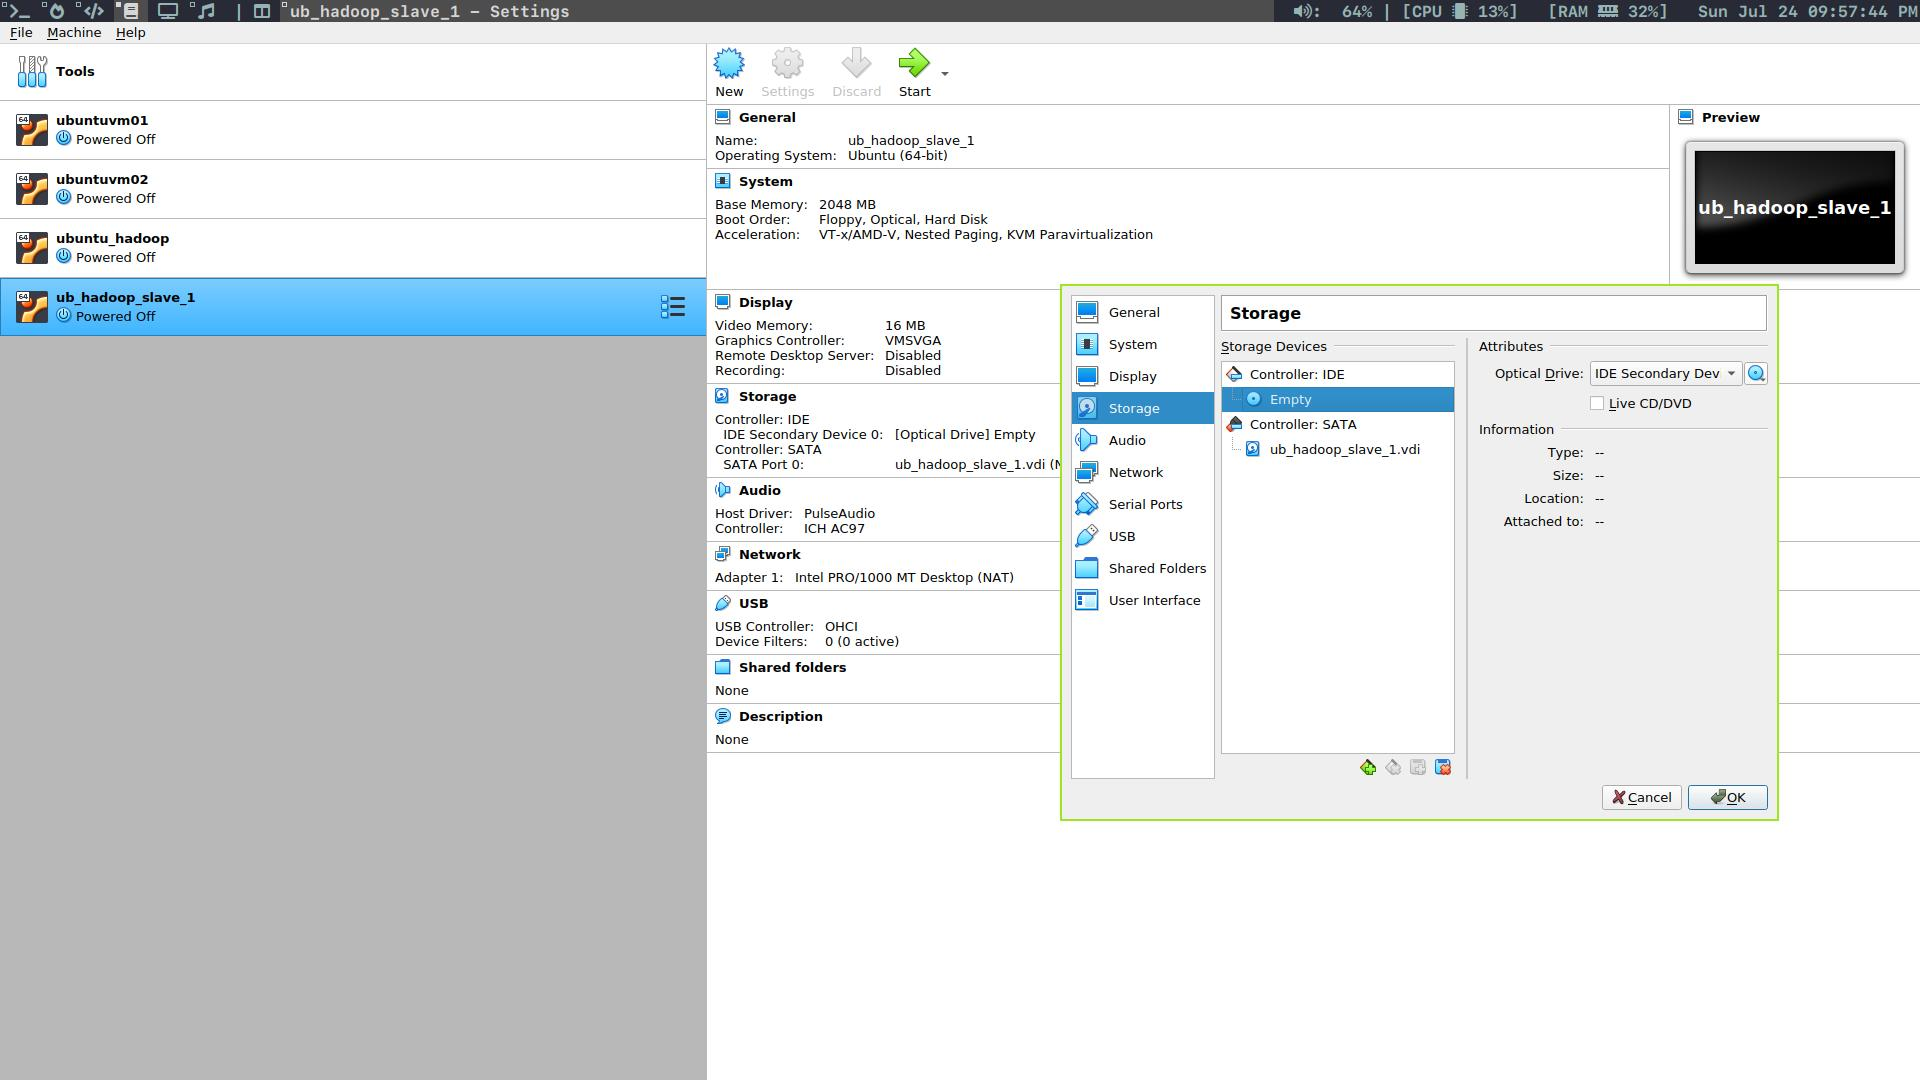 ub_hadoop_slave_1 – Settings
64% | [CPU 13%] [RAM 32%] Sun Jul 24 09:57:44 PM
File Machine Help
Tools
ubuntuvm01
Powered Off
ubuntuvm02
Powered Off
ubuntu_hadoop
Powered Off
ub_hadoop_slave_1
Powered Off
New Settings Discard Start
General
Name: ub_hadoop_slave_1
Operating System: Ubuntu (64-bit)
System
Base Memory: 2048 MB
Boot Order: Floppy, Optical, Hard Disk
Acceleration: VT-x/AMD-V, Nested Paging, KVM Paravirtualization
Preview
ub_hadoop_slave_1
Display
Video Memory: 16 MB
Graphics Controller: VMSVGA
Remote Desktop Server: Disabled
Recording: Disabled
Storage
Controller: IDE
IDE Secondary Device 0: [Optical Drive] Empty
Controller: SATA
SATA Port 0: ub_hadoop_slave_1.vdi (N
Audio
Host Driver: PulseAudio
Controller: ICH AC97
Network
Adapter 1: Intel PRO/1000 MT Desktop (NAT)
USB
USB Controller: OHCI
Device Filters: 0 (0 active)
Shared folders
None
Description
None
General
System
Display
Storage
Audio
Network
Serial Ports
USB
Shared Folders
User Interface
Storage
Storage Devices
Controller: IDE
Empty
Controller: SATA
ub_hadoop_slave_1.vdi
Attributes
Optical Drive: IDE Secondary Dev
Live CD/DVD
Information
Type: --
Size: --
Location: --
Attached to: --
Cancel OK